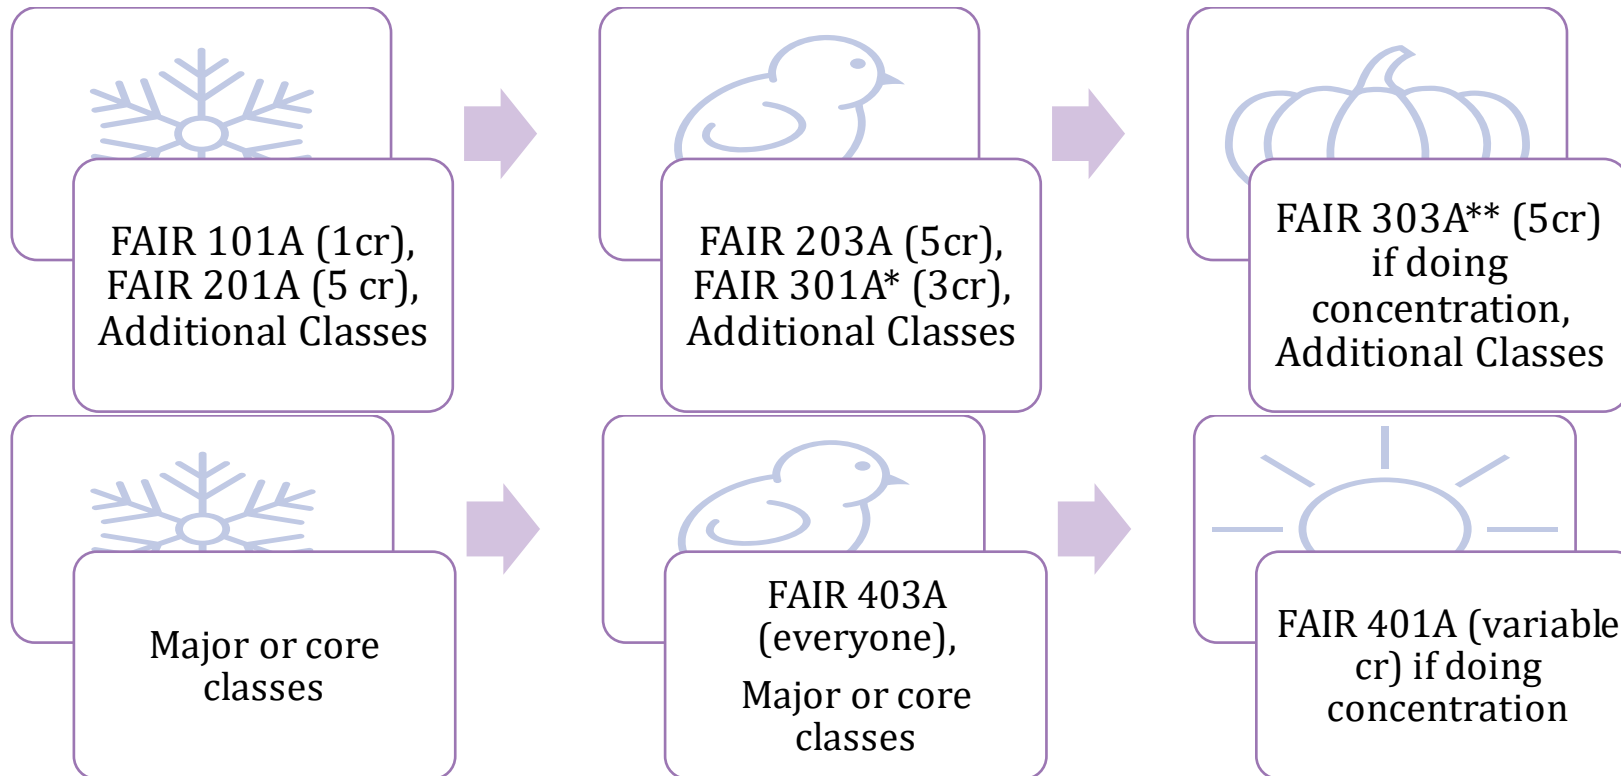 FAIR 101A (1cr),
FAIR 201A (5 cr),
Additional Classes
FAIR 203A (5cr),
FAIR 301A* (3cr),
Additional Classes
FAIR 303A** (5cr)
if doing
concentration,
Additional Classes
Major or core
classes
FAIR 403A
(everyone),
Major or core
classes
FAIR 401A (variable
cr) if doing
concentration